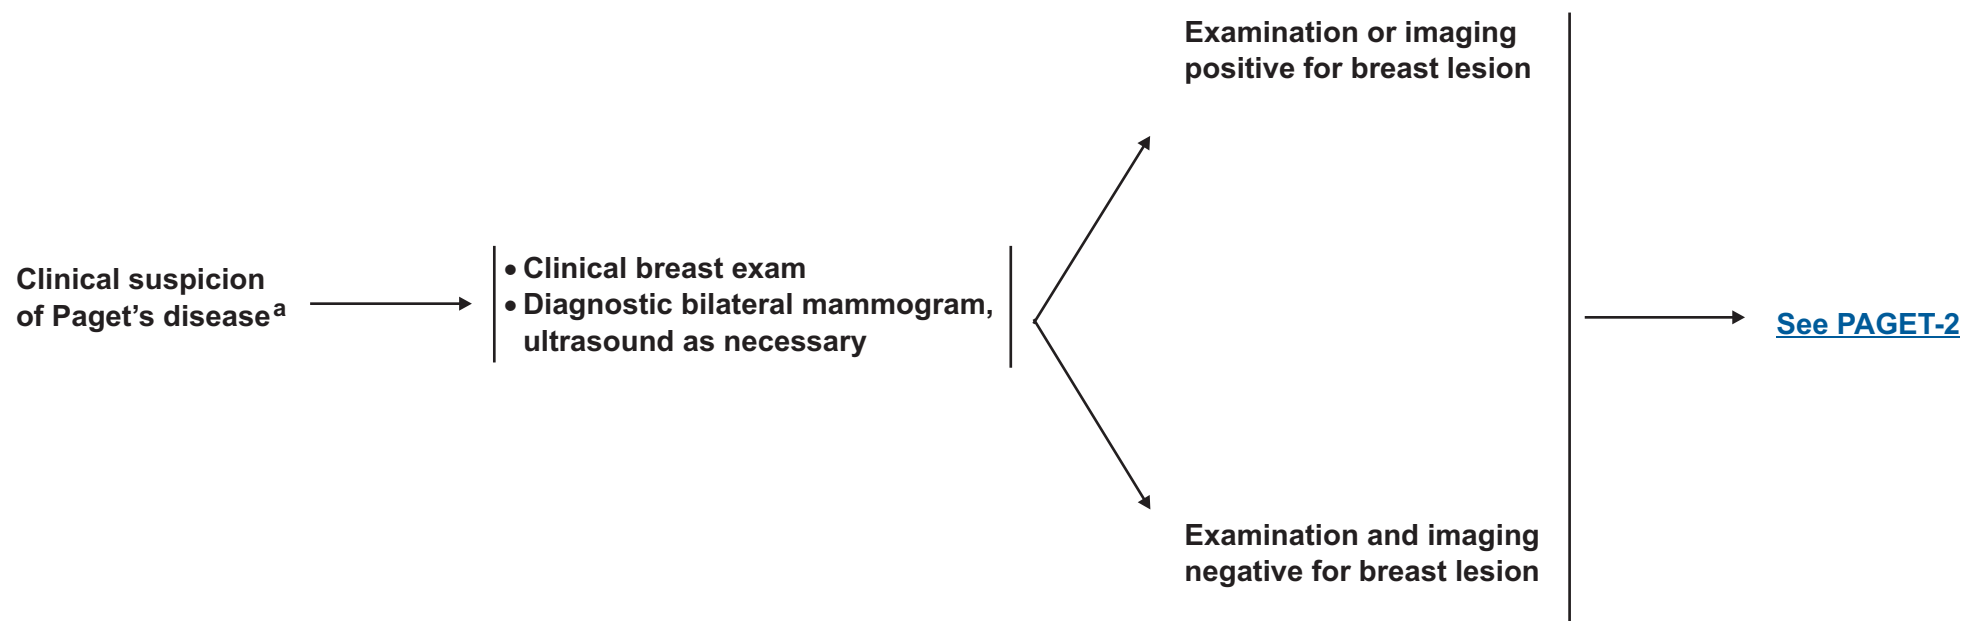 Examination or imaging
positive for breast lesion
Clinical suspicion
of Paget's disease a
• Clinical breast exam
• Diagnostic bilateral mammogram,
ultrasound as necessary
See PAGET-2
Examination and imaging
negative for breast lesion